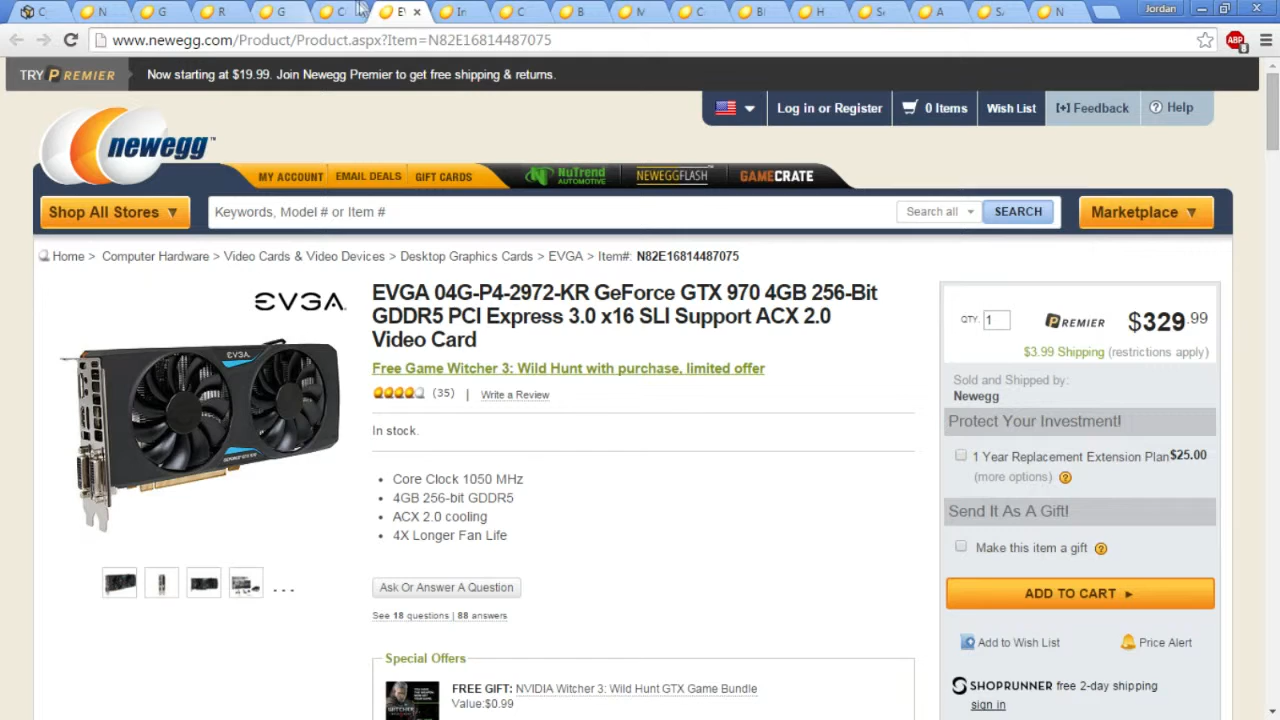 C
N
G
R
G
C
EV
In
C
B
M
C
Bl
H
S
A
S
N
Jordan
www.newegg.com/Product/Product.aspx?Item=N82E16814487075
ABP
TRY PREMIER
Now starting at $19.99. Join Newegg Premier to get free shipping & returns.
Log in or Register
0 Items
Wish List
[+] Feedback
? Help
newegg™
MY ACCOUNT
EMAIL DEALS
GIFT CARDS
NUTREND AUTOMOTIVE
NEWEGGFLASH
GAMECRATE
Shop All Stores ▼
Keywords, Model # or Item #
Search all
SEARCH
Marketplace ▼
Home > Computer Hardware > Video Cards & Video Devices > Desktop Graphics Cards > EVGA > Item#: N82E16814487075
EVGA
EVGA 04G-P4-2972-KR GeForce GTX 970 4GB 256-Bit
GDDR5 PCI Express 3.0 x16 SLI Support ACX 2.0
Video Card
Free Game Witcher 3: Wild Hunt with purchase, limited offer
(35) | Write a Review
In stock.
• Core Clock 1050 MHz
• 4GB 256-bit GDDR5
• ACX 2.0 cooling
• 4X Longer Fan Life
EVGA
. . .
Ask Or Answer A Question
See 18 questions | 88 answers
Special Offers
FREE GIFT: NVIDIA Witcher 3: Wild Hunt GTX Game Bundle
Value:$0.99
QTY. 1
PREMIER
$329.99
$3.99 Shipping (restrictions apply)
Sold and Shipped by:
Newegg
Protect Your Investment!
1 Year Replacement Extension Plan $25.00
(more options) ?
Send It As A Gift!
Make this item a gift ?
ADD TO CART ►
Add to Wish List
Price Alert
SHOPRUNNER free 2-day shipping
sign in